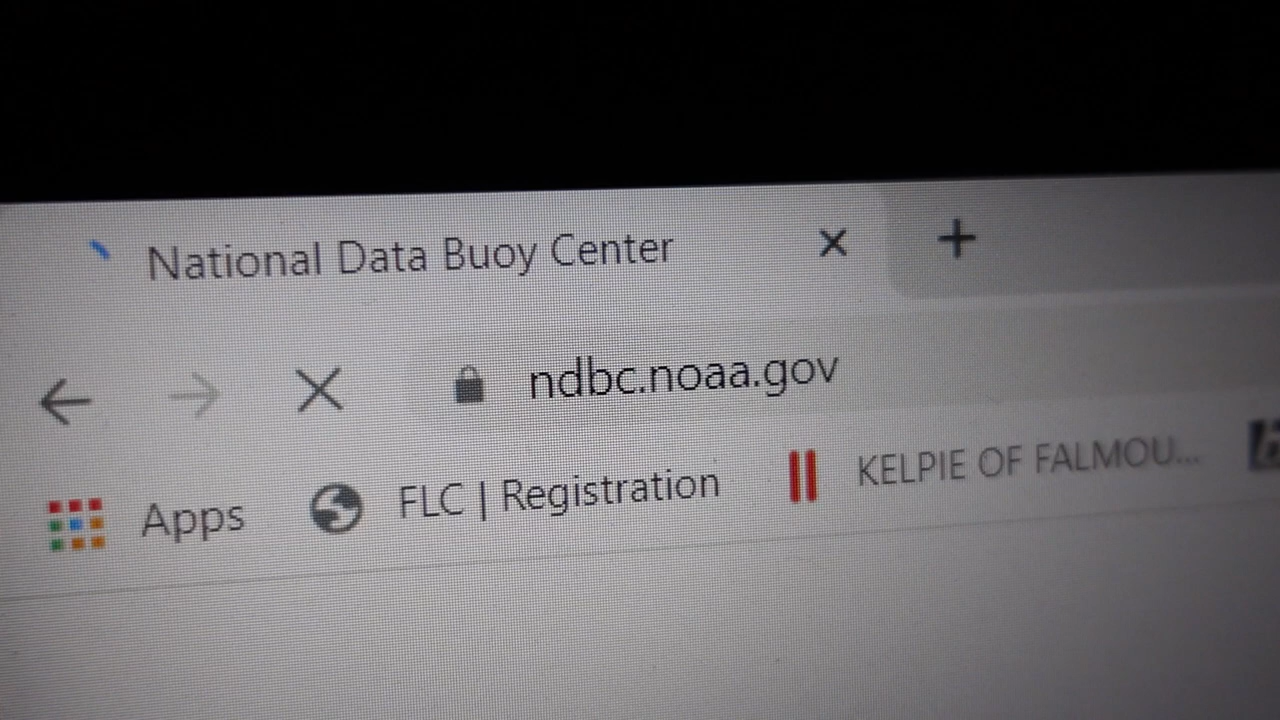 National Data Buoy Center
ndbc.noaa.gov
Apps FLC | Registration KELPIE OF FALMOU...